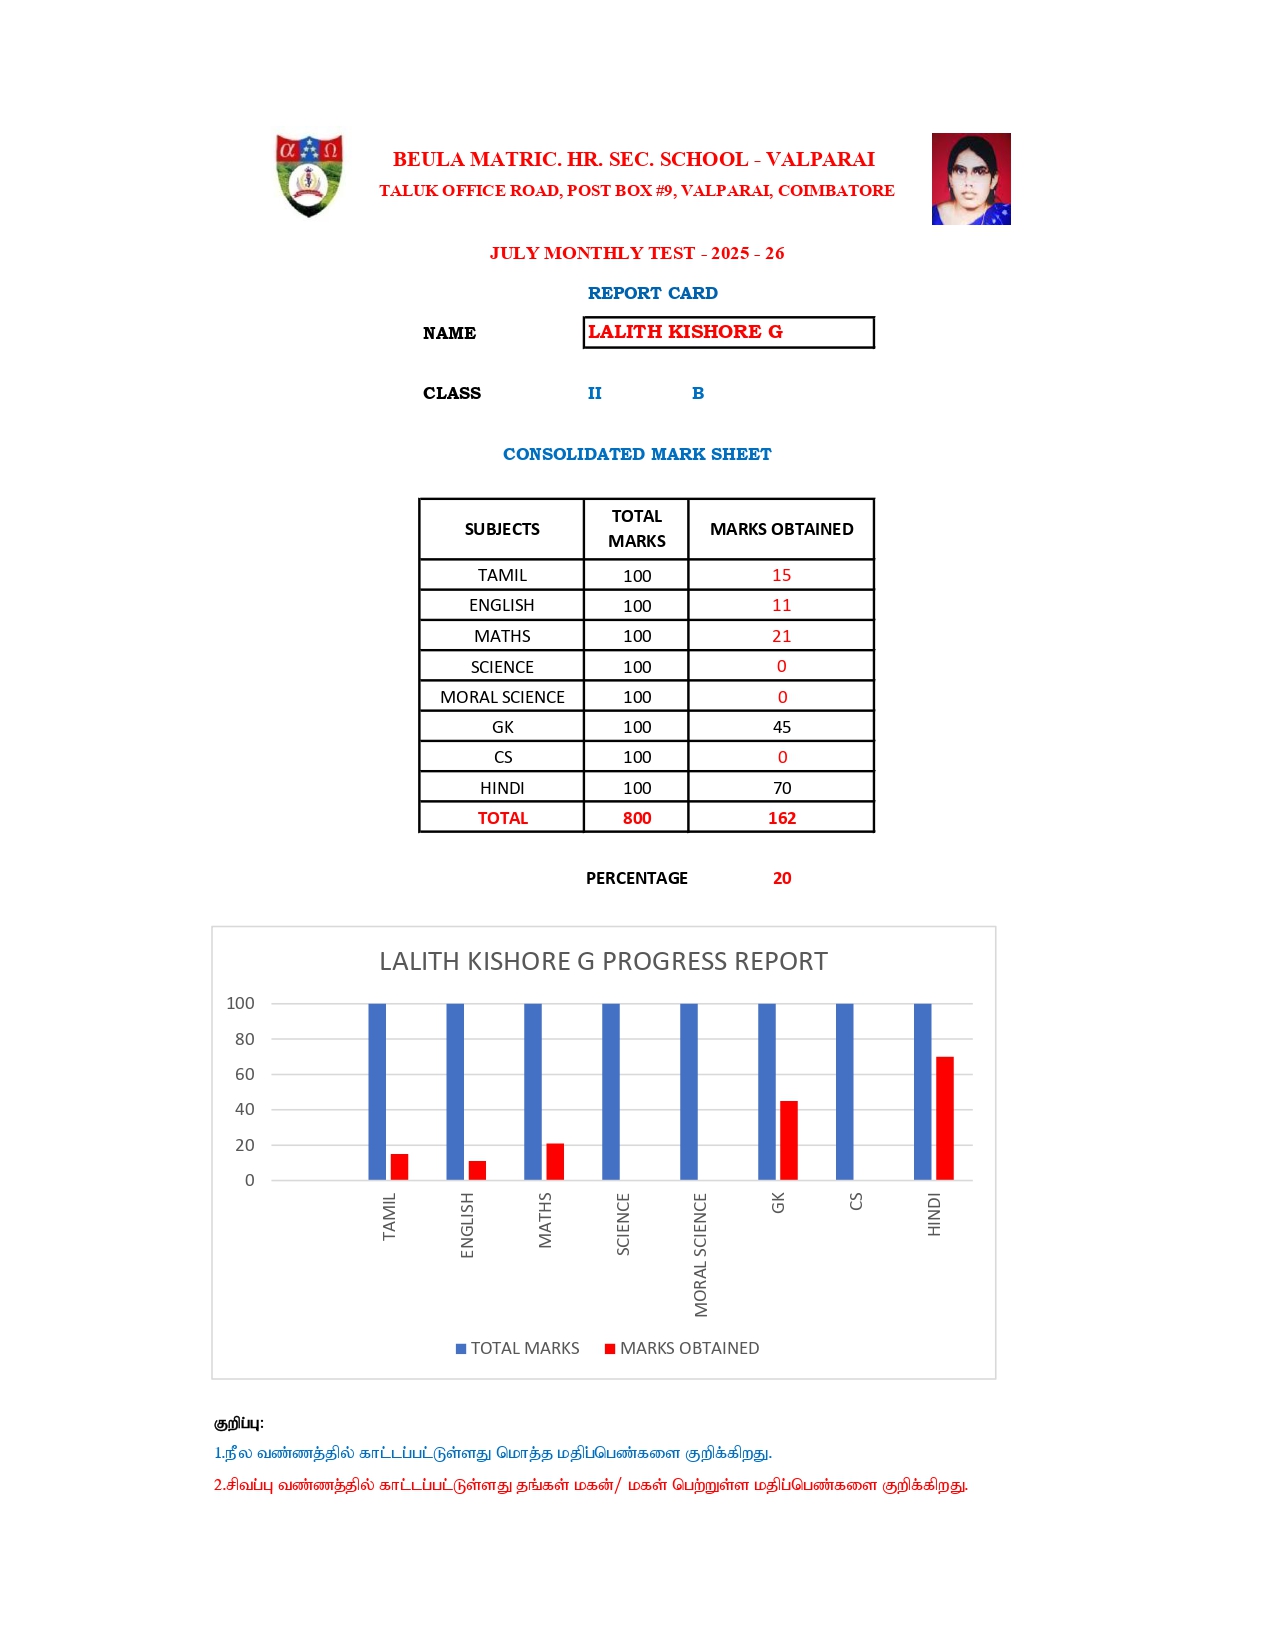 α Ω
BEULA MATRIC. HR. SEC. SCHOOL - VALPARAI
TALUK OFFICE ROAD, POST BOX #9, VALPARAI, COIMBATORE
JULY MONTHLY TEST - 2025 - 26
REPORT CARD
NAME LALITH KISHORE G
CLASS II B
CONSOLIDATED MARK SHEET
SUBJECTS TOTAL MARKS MARKS OBTAINED
TAMIL 100 15
ENGLISH 100 11
MATHS 100 21
SCIENCE 100 0
MORAL SCIENCE 100 0
GK 100 45
CS 100 0
HINDI 100 70
TOTAL 800 162
PERCENTAGE 20
LALITH KISHORE G PROGRESS REPORT
100
80
60
40
20
0
TAMIL ENGLISH MATHS SCIENCE MORAL SCIENCE GK CS HINDI
TOTAL MARKS MARKS OBTAINED
குறிப்பு:
1.நீல வண்ணத்தில் காட்டப்பட்டுள்ளது மொத்த மதிப்பெண்களை குறிக்கிறது.
2.சிவப்பு வண்ணத்தில் காட்டப்பட்டுள்ளது தங்கள் மகன்/ மகள் பெற்றுள்ள மதிப்பெண்களை குறிக்கிறது.